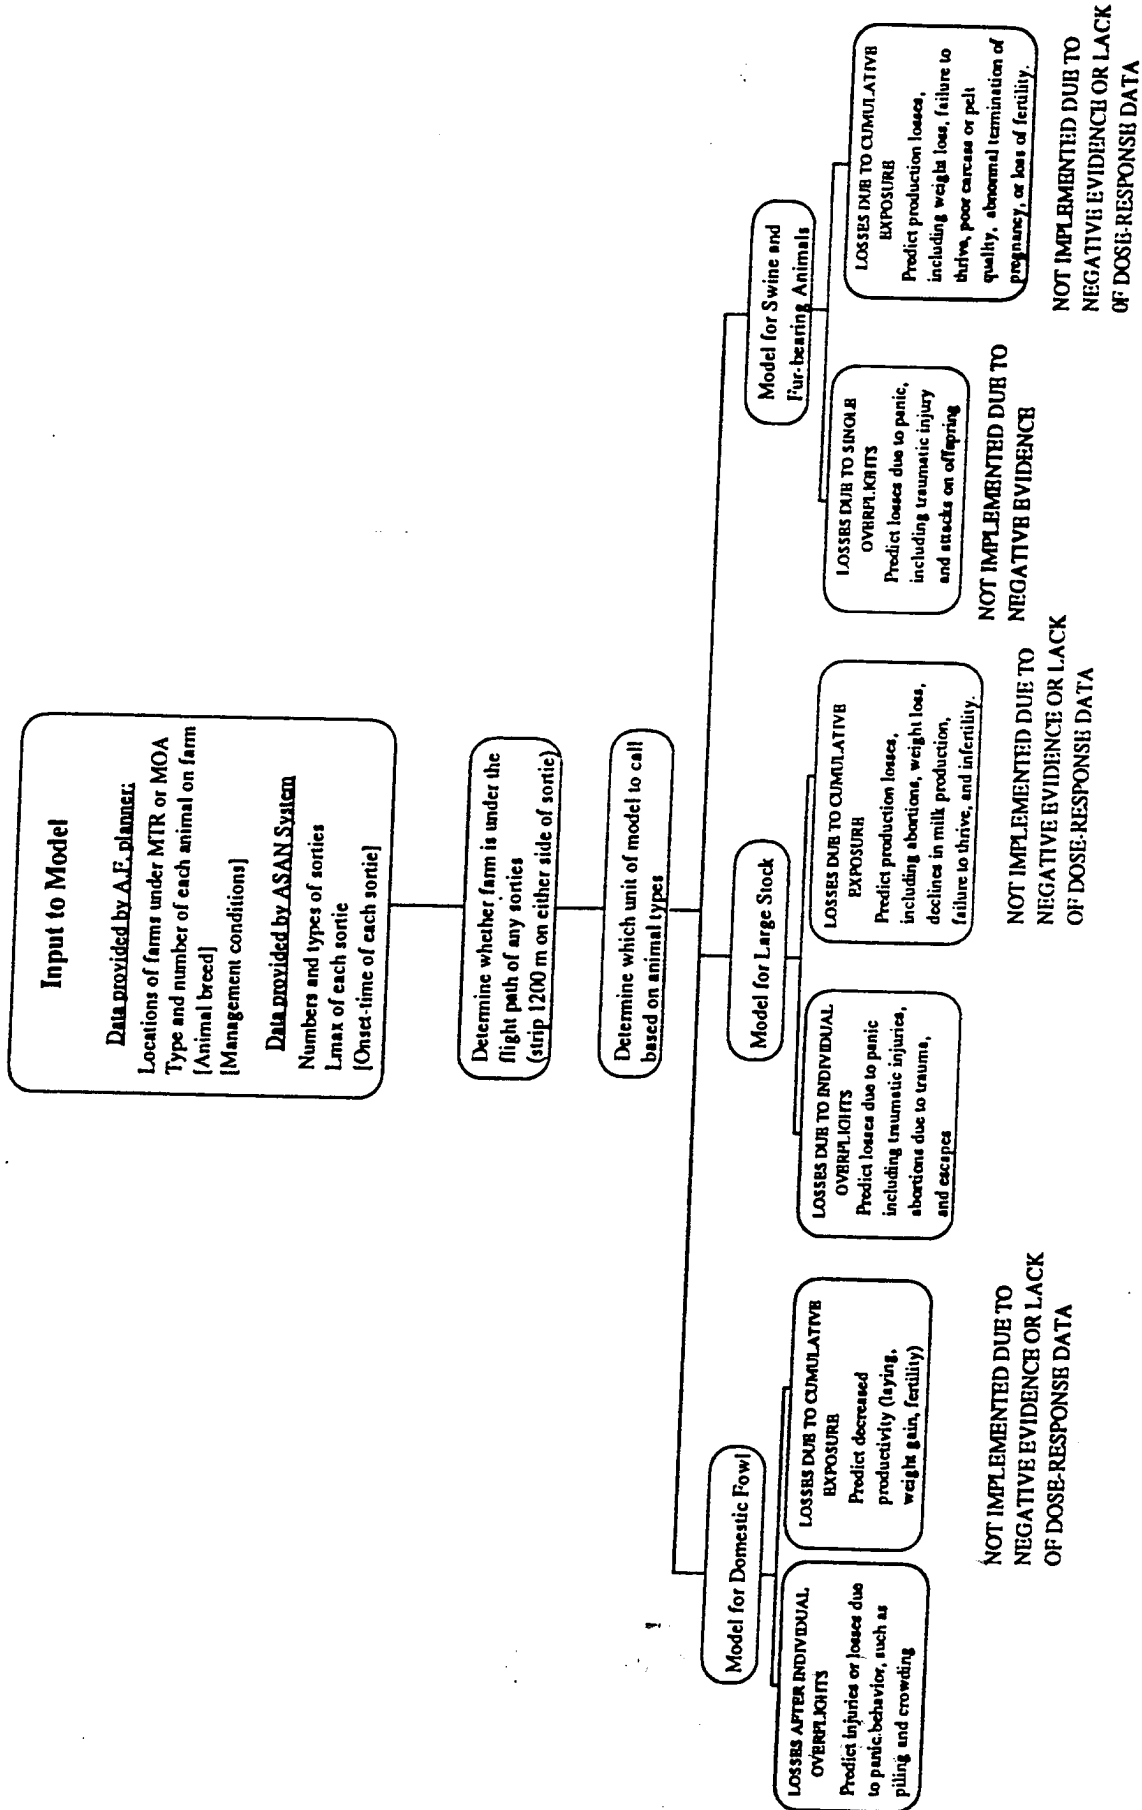 Input to Model
Data provided by A.F. planner:
Locations of farms under MTR or MOA
Type and number of each animal on farm
[Animal breed]
[Management conditions]
Data provided by ASAN System
Numbers and types of sorties
Lmax of each sortie
[Onset-time of each sortie]
Determine whether farm is under the
flight path of any sorties
(strip 1200 m on either side of sortie)
Determine which unit of model to call
based on animal types
Model for Domestic Fowl
LOSSES AFTER INDIVIDUAL
OVERFLIGHTS
Predict injuries or losses due
to panic behavior, such as
piling and crowding
LOSSES DUE TO CUMULATIVE
EXPOSURE
Predict decreased
productivity (laying,
weight gain, fertility)
NOT IMPLEMENTED DUE TO
NEGATIVE EVIDENCE OR LACK
OF DOSE-RESPONSE DATA
Model for Large Stock
LOSSES DUE TO INDIVIDUAL
OVERFLIGHTS
Predict losses due to panic
including traumatic injuries,
abortions due to trauma,
and escapes
LOSSES DUE TO CUMULATIVE
EXPOSURE
Predict production losses,
including abortions, weight loss,
declines in milk production,
failure to thrive, and infertility.
NOT IMPLEMENTED DUE TO
NEGATIVE EVIDENCE OR LACK
OF DOSE-RESPONSE DATA
Model for Swine and
Fur-bearing Animals
LOSSES DUE TO SINGLE
OVERFLIGHTS
Predict losses due to panic,
including traumatic injury
and attacks on offspring
NOT IMPLEMENTED DUE TO
NEGATIVE EVIDENCE
LOSSES DUE TO CUMULATIVE
EXPOSURE
Predict production losses,
including weight loss, failure to
thrive, poor carcass or pelt
quality, abnormal termination of
pregnancy, or loss of fertility.
NOT IMPLEMENTED DUE TO
NEGATIVE EVIDENCE OR LACK
OF DOSE-RESPONSE DATA